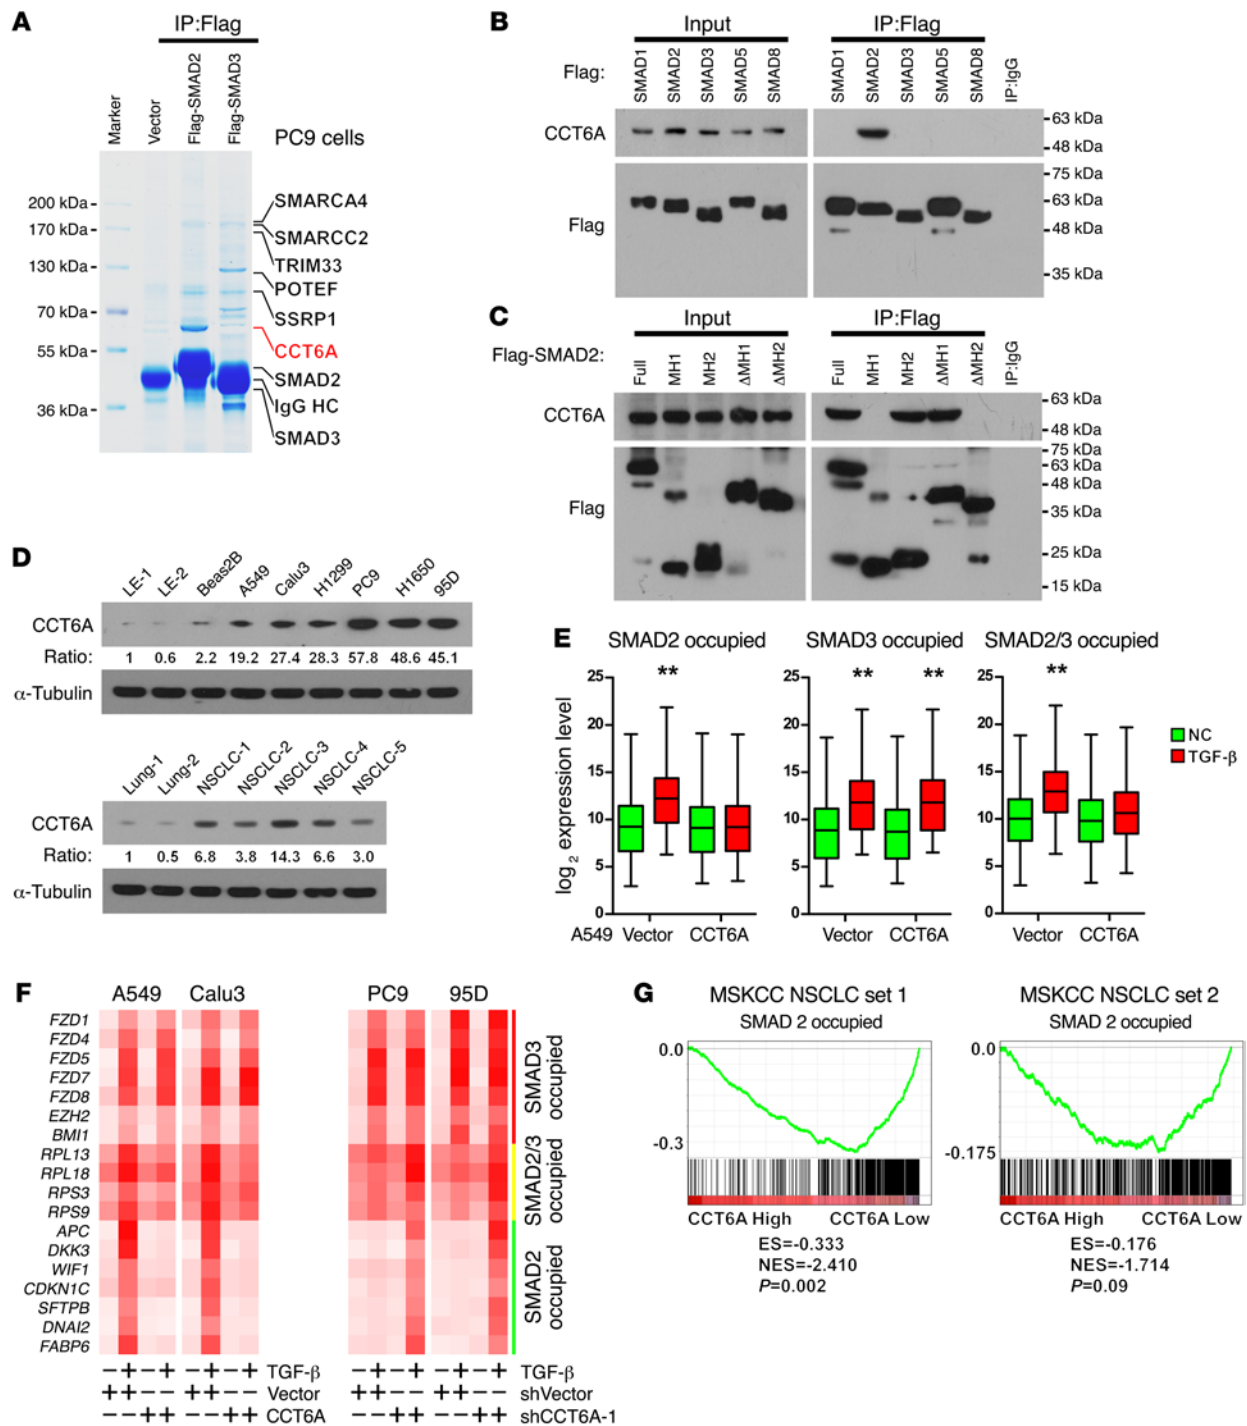 A
IP:Flag
Marker
Vector
Flag-SMAD2
Flag-SMAD3
PC9 cells
200 kDa
170 kDa
130 kDa
70 kDa
55 kDa
36 kDa
SMARCA4
SMARCC2
TRIM33
POTEF
SSRP1
CCT6A
SMAD2
IgG HC
SMAD3
B
Input
IP:Flag
Flag:
SMAD1
SMAD2
SMAD3
SMAD5
SMAD8
SMAD1
SMAD2
SMAD3
SMAD5
SMAD8
IP:IgG
CCT6A
63 kDa
48 kDa
Flag
75 kDa
63 kDa
48 kDa
35 kDa
C
Input
IP:Flag
Flag-SMAD2:
Full
MH1
MH2
ΔMH1
ΔMH2
Full
MH1
MH2
ΔMH1
ΔMH2
IP:IgG
CCT6A
63 kDa
48 kDa
Flag
75 kDa
63 kDa
48 kDa
35 kDa
25 kDa
15 kDa
D
LE-1
LE-2
Beas2B
A549
Calu3
H1299
PC9
H1650
95D
CCT6A
Ratio: 1 0.6 2.2 19.2 27.4 28.3 57.8 48.6 45.1
α-Tubulin
Lung-1
Lung-2
NSCLC-1
NSCLC-2
NSCLC-3
NSCLC-4
NSCLC-5
CCT6A
Ratio: 1 0.5 6.8 3.8 14.3 6.6 3.0
α-Tubulin
E
SMAD2 occupied
SMAD3 occupied
SMAD2/3 occupied
log2 expression level
25
20
15
10
5
0
**
25
20
15
10
5
0
** **
25
20
15
10
5
0
**
NC
TGF-β
A549 Vector CCT6A
Vector CCT6A
Vector CCT6A
F
A549 Calu3 PC9 95D
FZD1
FZD4
FZD5
FZD7
FZD8
EZH2
BMI1
RPL13
RPL18
RPS3
RPS9
APC
DKK3
WIF1
CDKN1C
SFTPB
DNAI2
FABP6
SMAD3 occupied
SMAD2/3 occupied
SMAD2 occupied
−+−+ −+−+ TGF-β −+−+ −+−+ TGF-β
++−− ++−− Vector ++−− ++−− shVector
−−++ −−++ CCT6A −−++ −−++ shCCT6A-1
G
MSKCC NSCLC set 1
SMAD 2 occupied
0.0
-0.3
CCT6A High CCT6A Low
ES=-0.333
NES=-2.410
P=0.002
MSKCC NSCLC set 2
SMAD 2 occupied
0.0
-0.175
CCT6A High CCT6A Low
ES=-0.176
NES=-1.714
P=0.09